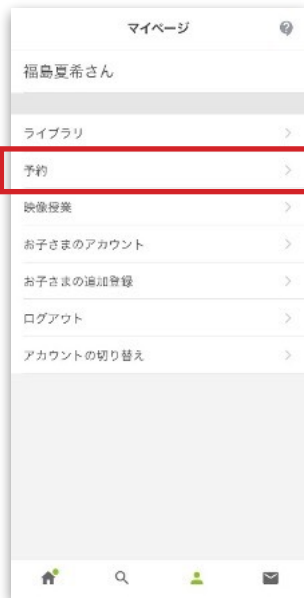 マイページ
福島夏希さん
ライブラリ
予約
映像授業
お子さまのアカウント
お子さまの追加登録
ログアウト
アカウントの切り替え